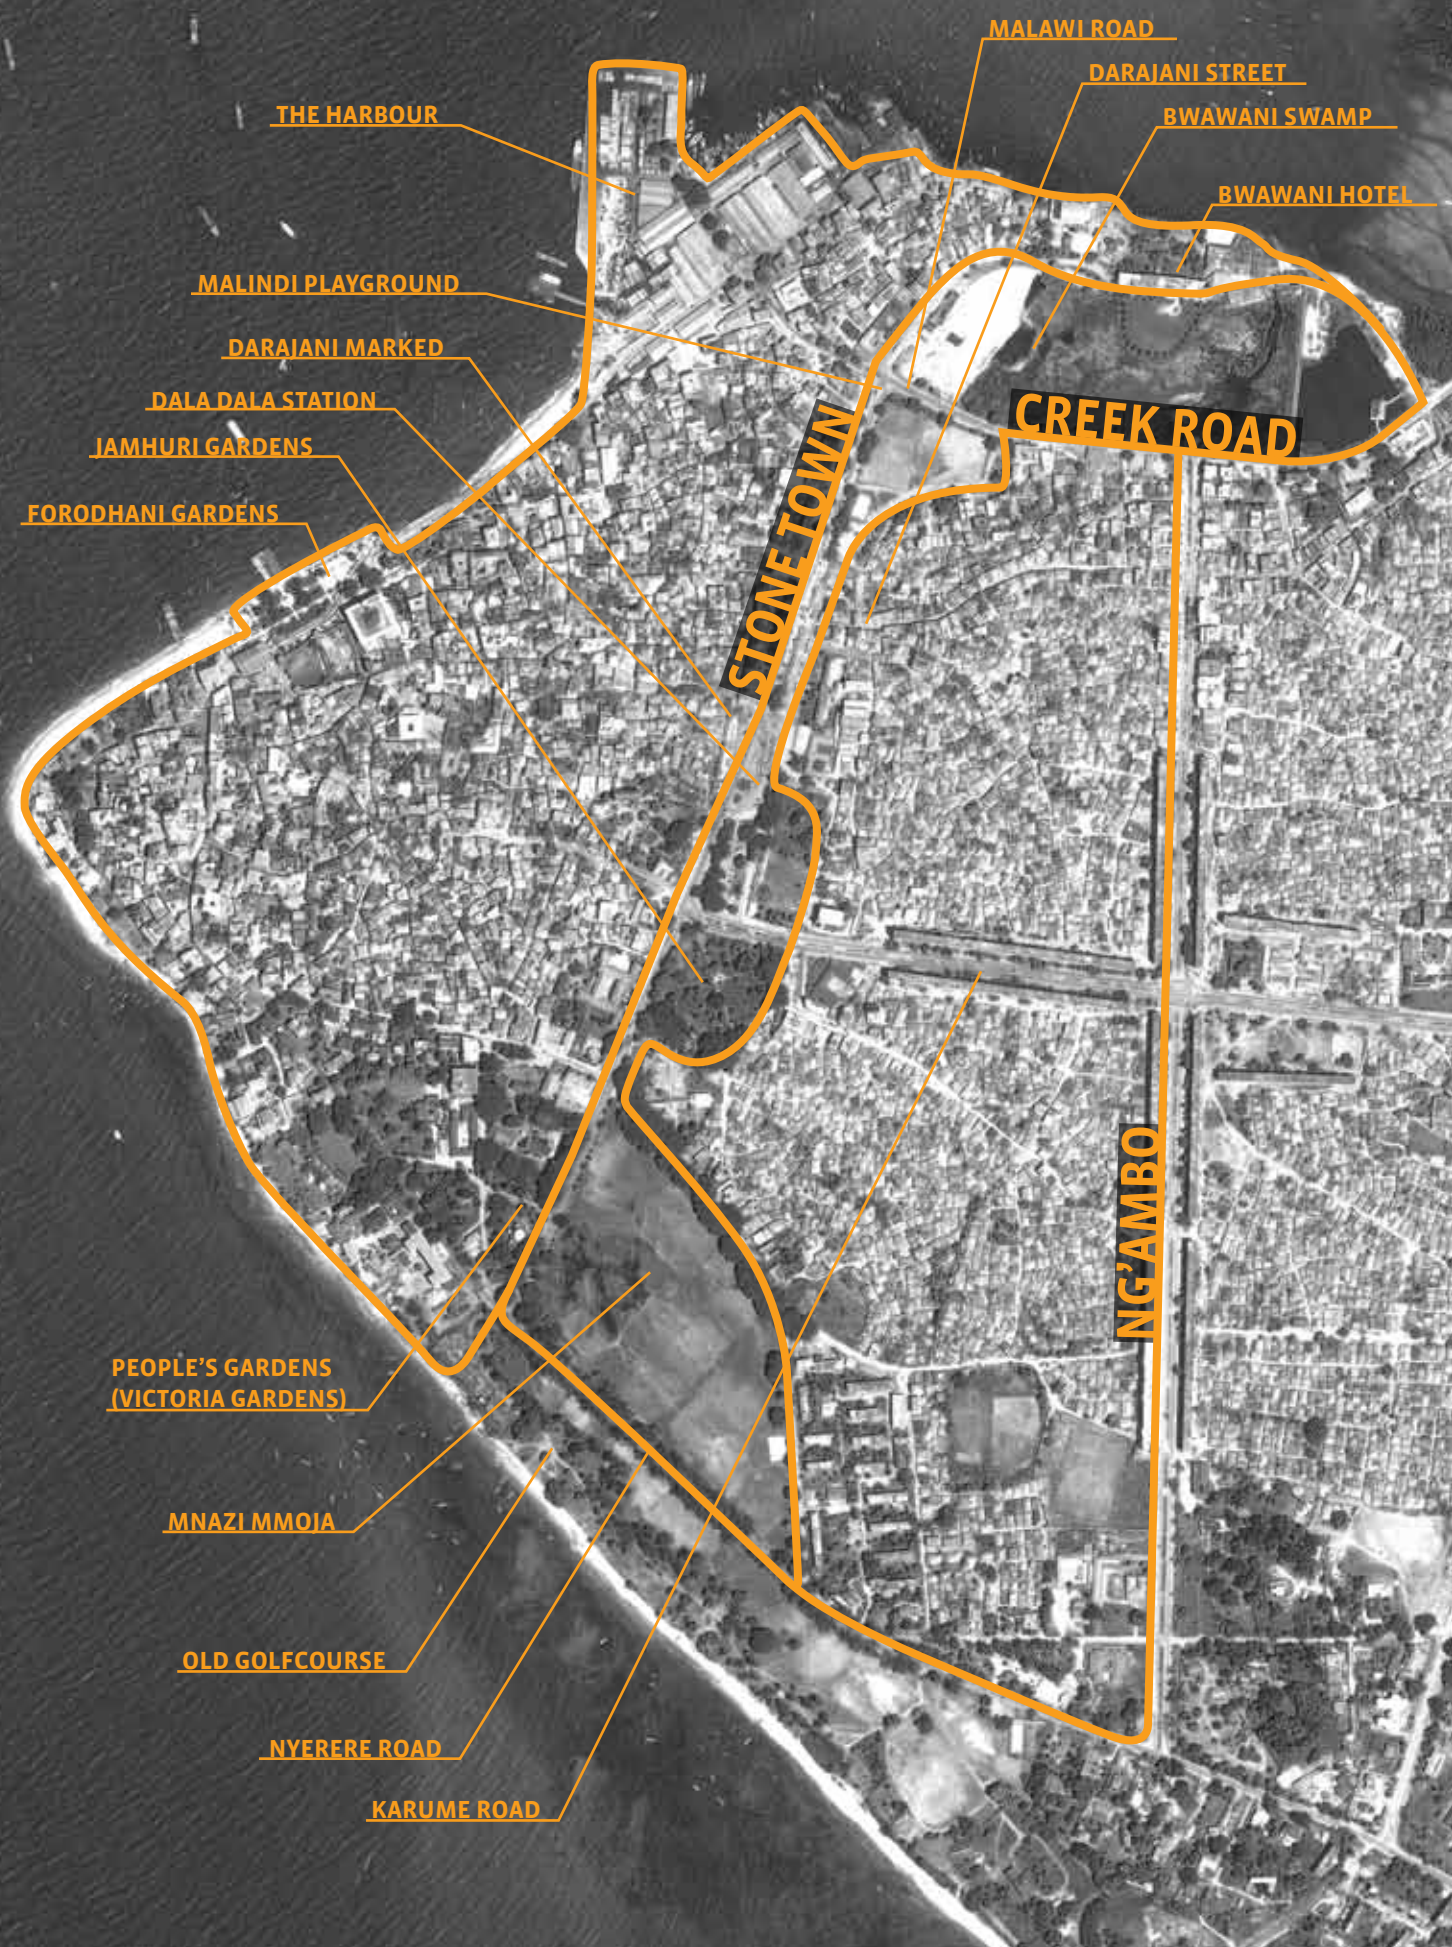 MALAWI ROAD
DARAJANI STREET
THE HARBOUR
BWAWANI SWAMP
BWAWANI HOTEL
MALINDI PLAYGROUND
DARAJANI MARKED
DALA DALA STATION
CREEK ROAD
JAMHURI GARDENS
STONE TOWN
FORODHANI GARDENS
NG'AMBO
PEOPLE'S GARDENS
(VICTORIA GARDENS)
MNAZI MMOJA
OLD GOLFCOURSE
NYERERE ROAD
KARUME ROAD